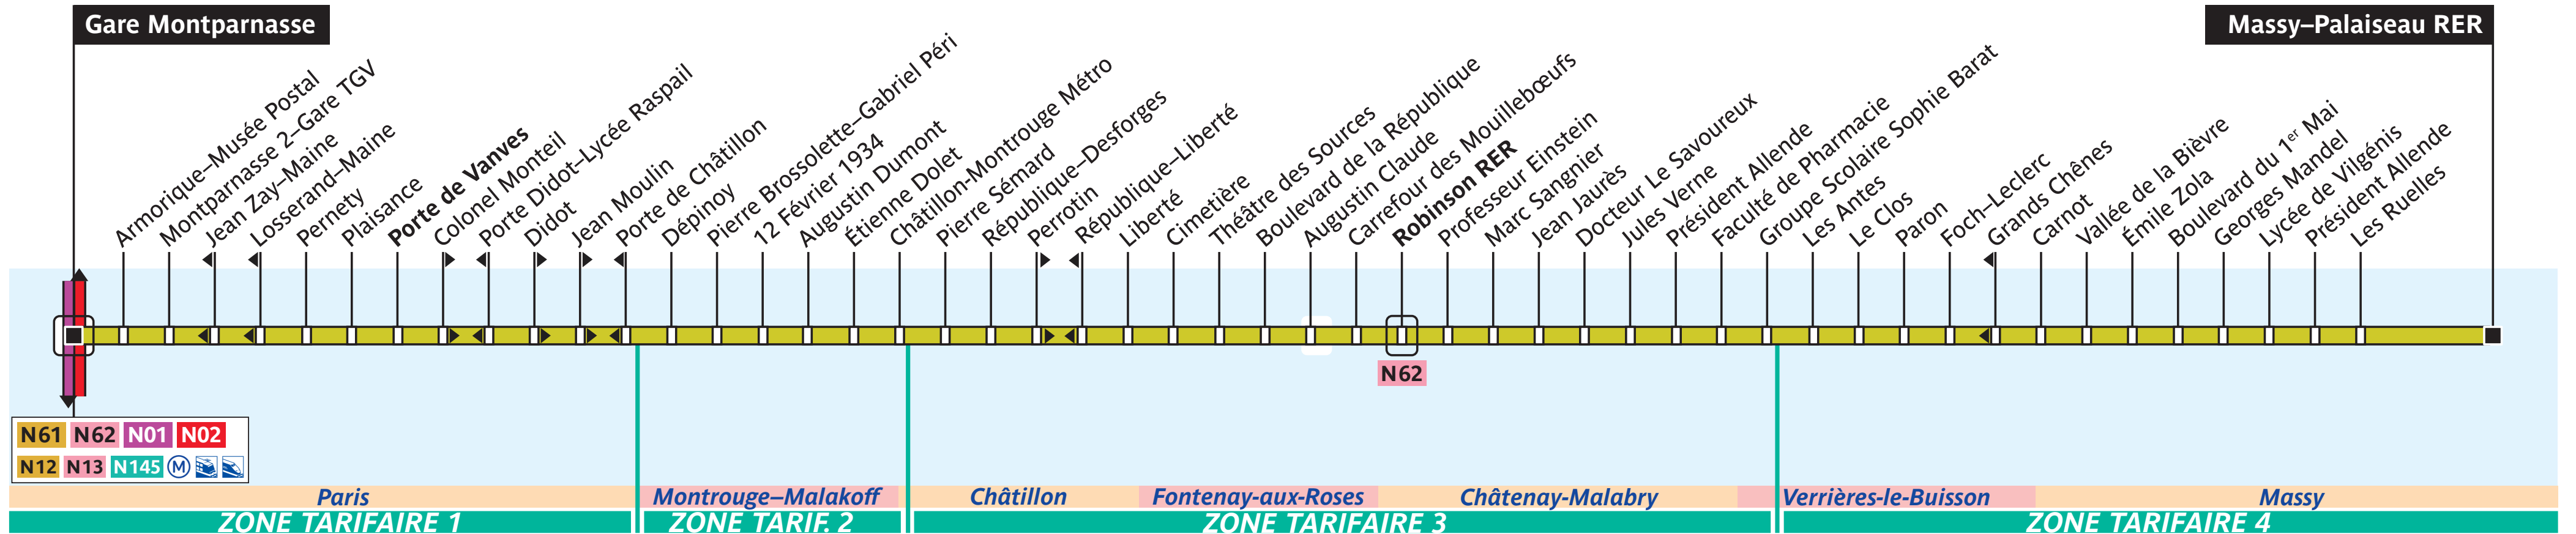 Gare Montparnasse
Massy–Palaiseau RER
Armorique–Musée Postal
Montparnasse 2–Gare TGV
Jean Zay–Maine
Losserand–Maine
Pernety
Plaisance
Porte de Vanves
Colonel Monteil
Porte Didot–Lycée Raspail
Didot
Jean Moulin
Porte de Châtillon
Dépinoy
Pierre Brossolette–Gabriel Péri
12 Février 1934
Augustin Dumont
Étienne Dolet
Châtillon-Montrouge Métro
Pierre Sémard
République–Desforges
Perrotin
République–Liberté
Liberté
Cimetière
Théâtre des Sources
Boulevard de la République
Augustin Claude
Carrefour des Mouillebœufs
Robinson RER
Professeur Einstein
Marc Sangnier
Jean Jaurès
Docteur Le Savoureux
Jules Verne
Président Allende
Faculté de Pharmacie
Groupe Scolaire Sophie Barat
Les Antes
Le Clos
Paron
Foch–Leclerc
Grands Chênes
Carnot
Vallée de la Bièvre
Émile Zola
Boulevard du 1er Mai
Georges Mandel
Lycée de Vilgénis
Président Allende
Les Ruelles
N62
N61 N62 N01 N02
N12 N13 N145 M
Paris Montrouge–Malakoff Châtillon Fontenay-aux-Roses Châtenay-Malabry Verrières-le-Buisson Massy
ZONE TARIFAIRE 1 ZONE TARIF. 2 ZONE TARIFAIRE 3 ZONE TARIFAIRE 4